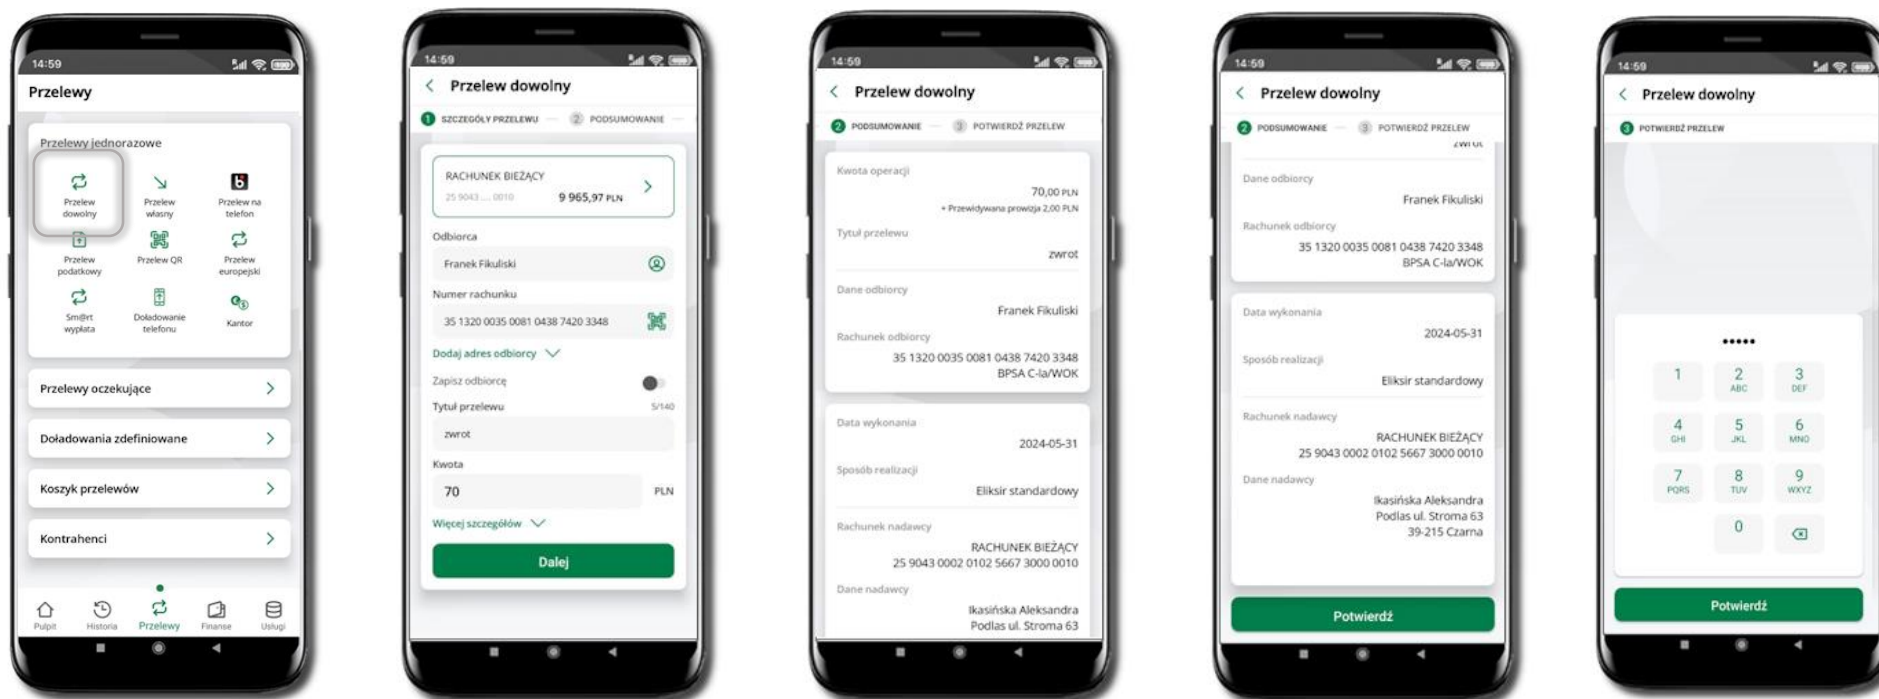 14:59
Przelewy
Przelewy jednorazowe
Przelew dowolny
Przelew własny
Przelew na telefon
Przelew podatkowy
Przelew QR
Przelew europejski
Sm@rt wypłata
Doładowanie telefonu
Kantor
Przelewy oczekujące
Doładowania zdefiniowane
Koszyk przelewów
Kontrahenci
Pulpit Historia Przelewy Finanse Usługi
14:59
Przelew dowolny
1 SZCZEGÓŁY PRZELEWU 2 PODSUMOWANIE
RACHUNEK BIEŻĄCY
25 9043 .... 0010 9 965,97 PLN
Odbiorca
Franek Fikuliski
Numer rachunku
35 1320 0035 0081 0438 7420 3348
Dodaj adres odbiorcy
Zapisz odbiorcę
Tytuł przelewu 5/140
zwrot
Kwota
70 PLN
Więcej szczegółów
Dalej
14:59
Przelew dowolny
2 PODSUMOWANIE 3 POTWIERDŹ PRZELEW
Kwota operacji
70,00 PLN
+ Przewidywana prowizja 2,00 PLN
Tytuł przelewu
zwrot
Dane odbiorcy
Franek Fikuliski
Rachunek odbiorcy
35 1320 0035 0081 0438 7420 3348
BPSA C-la/WOK
Data wykonania
2024-05-31
Sposób realizacji
Eliksir standardowy
Rachunek nadawcy
RACHUNEK BIEŻĄCY
25 9043 0002 0102 5667 3000 0010
Dane nadawcy
Ikasińska Aleksandra
Podlas ul. Stroma 63
14:59
Przelew dowolny
2 PODSUMOWANIE 3 POTWIERDŹ PRZELEW
zwrot
Dane odbiorcy
Franek Fikuliski
Rachunek odbiorcy
35 1320 0035 0081 0438 7420 3348
BPSA C-la/WOK
Data wykonania
2024-05-31
Sposób realizacji
Eliksir standardowy
Rachunek nadawcy
RACHUNEK BIEŻĄCY
25 9043 0002 0102 5667 3000 0010
Dane nadawcy
Ikasińska Aleksandra
Podlas ul. Stroma 63
39-215 Czarna
Potwierdź
14:59
Przelew dowolny
3 POTWIERDŹ PRZELEW
•••••
1 2 3
ABC DEF
4 5 6
GHI JKL MNO
7 8 9
PQRS TUV WXYZ
0
Potwierdź